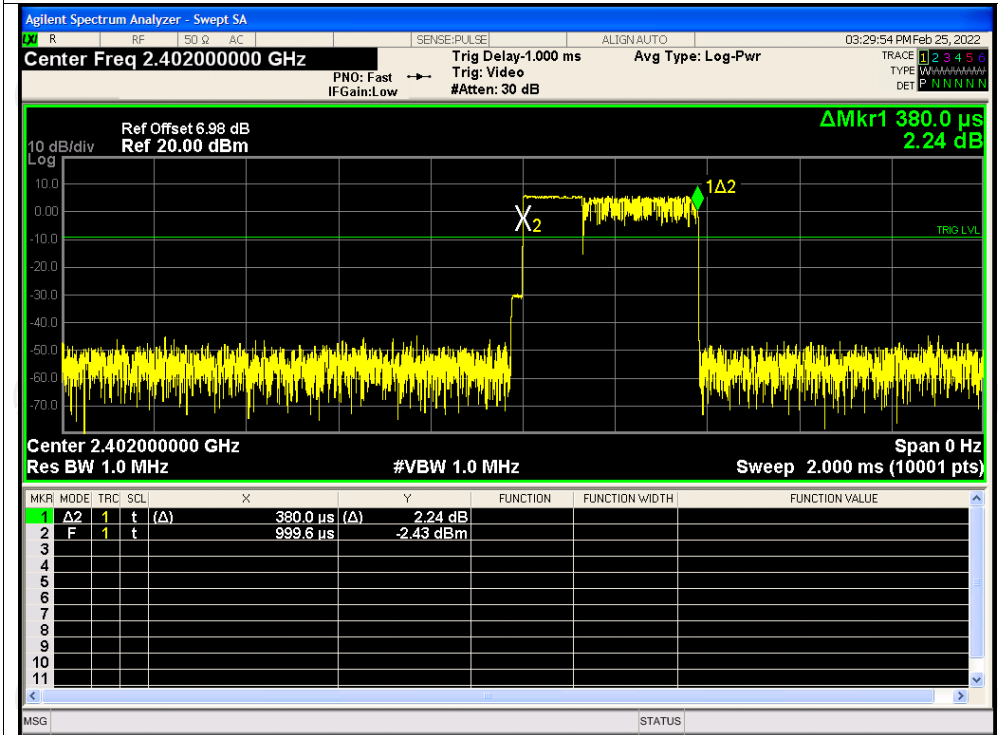 Agilent Spectrum Analyzer - Swept SA
LXI R RF 50 Ω AC SENSE:PULSE ALIGN AUTO 03:29:54 PM Feb 25, 2022
Center Freq 2.402000000 GHz
PNO: Fast
IFGain:Low
Trig Delay-1.000 ms
Trig: Video
#Atten: 30 dB
Avg Type: Log-Pwr
TRACE 1 2 3 4 5 6
TYPE W
DET P N N N N N
ΔMkr1 380.0 µs
2.24 dB
Ref Offset 6.98 dB
10 dB/div Ref 20.00 dBm
Log
10.0
0.00
-10.0
-20.0
-30.0
-40.0
-50.0
-60.0
-70.0
1Δ2
2
TRIG LVL
Center 2.402000000 GHz Span 0 Hz
Res BW 1.0 MHz #VBW 1.0 MHz Sweep 2.000 ms (10001 pts)
MKR MODE TRC SCL X Y FUNCTION FUNCTION WIDTH FUNCTION VALUE
1 Δ2 1 t (Δ) 380.0 µs (Δ) 2.24 dB
2 F 1 t 999.6 µs -2.43 dBm
3
4
5
6
7
8
9
10
11
MSG STATUS